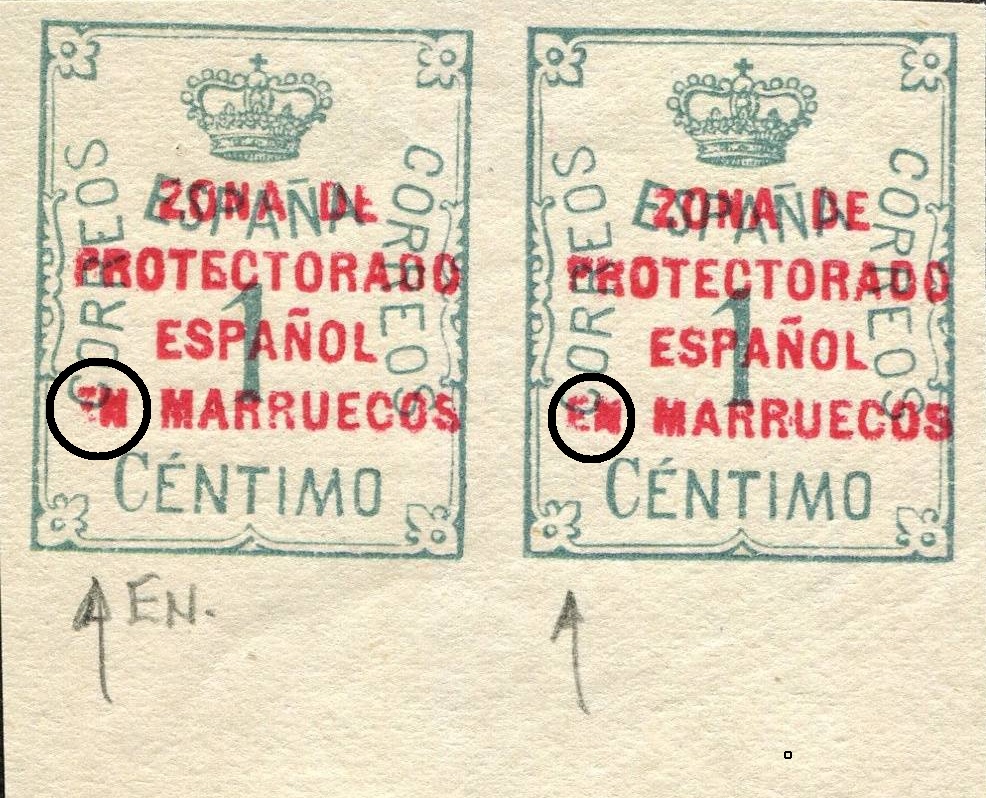 CORREOS
ESPAÑA
CORREOS
ZONA DE
PROTECTORADO
ESPAÑOL
1
EN MARRUECOS
CÉNTIMO
CORREOS
ESPAÑA
CORREOS
ZONA DE
PROTECTORADO
ESPAÑOL
1
EN MARRUECOS
CÉNTIMO
EN.